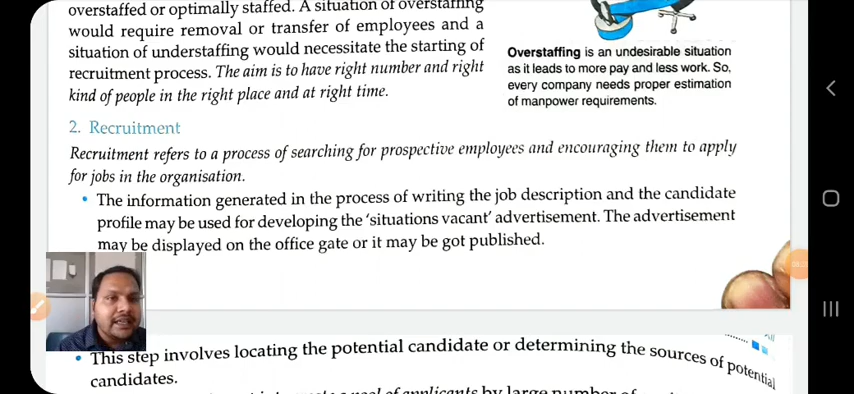 overstaffed or optimally staffed. A situation of overstaffing
would require removal or transfer of employees and a
situation of understaffing would necessitate the starting of
recruitment process. The aim is to have right number and right
kind of people in the right place and at right time.
Overstaffing is an undesirable situation
as it leads to more pay and less work. So,
every company needs proper estimation
of manpower requirements.
2. Recruitment
Recruitment refers to a process of searching for prospective employees and encouraging them to apply
for jobs in the organisation.
• The information generated in the process of writing the job description and the candidate
profile may be used for developing the ‘situations vacant’ advertisement. The advertisement
may be displayed on the office gate or it may be got published.
• This step involves locating the potential candidate or determining the sources of potential
candidates.
a pool of applicants by large number of